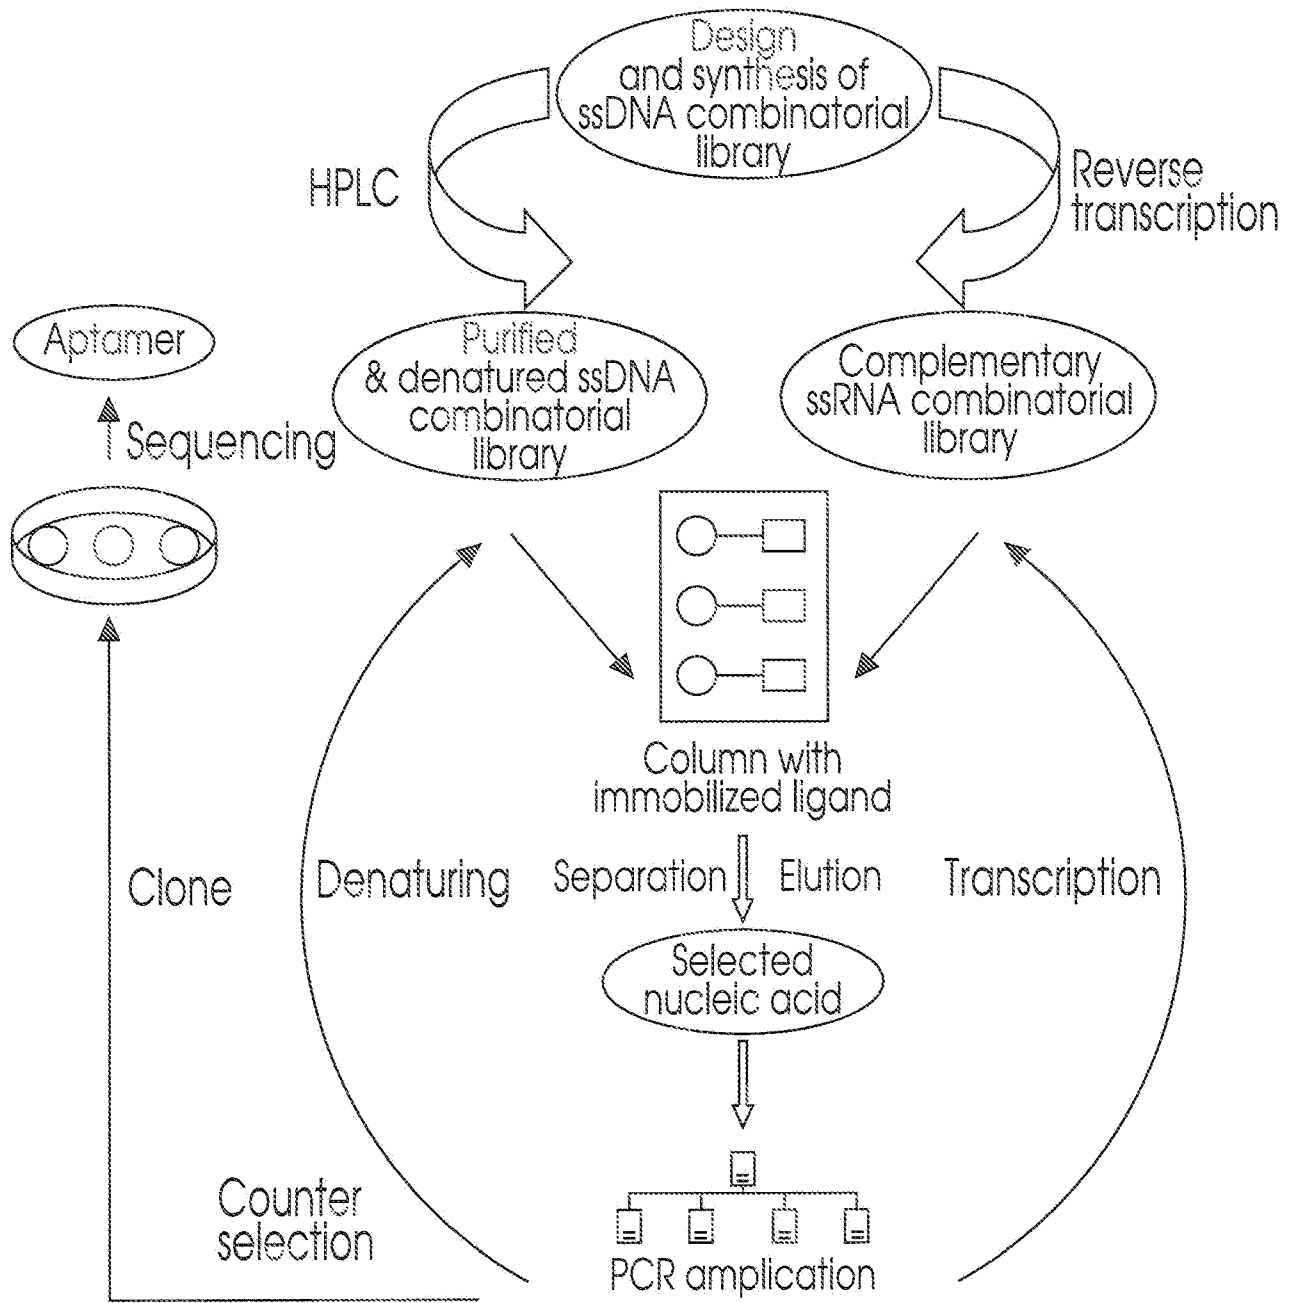 Design
and synthesis of
ssDNA combinatorial
library
HPLC
Reverse
transcription
Aptamer
Sequencing
Purified
& denatured ssDNA
combinatorial
library
Complementary
ssRNA combinatorial
library
Column with
immobilized ligand
Clone
Denaturing
Separation
Elution
Transcription
Selected
nucleic acid
Counter
selection
PCR amplication